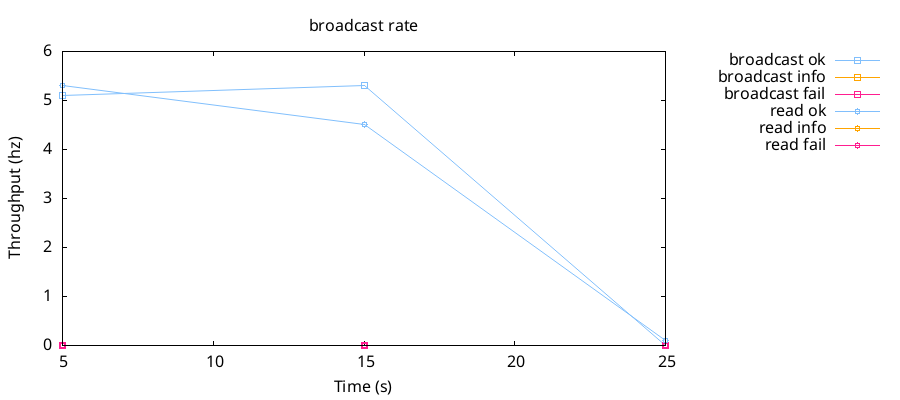 broadcast rate
6
5
4
3
2
1
0
5 10 15 20 25
Throughput (hz)
Time (s)
broadcast ok
broadcast info
broadcast fail
read ok
read info
read fail